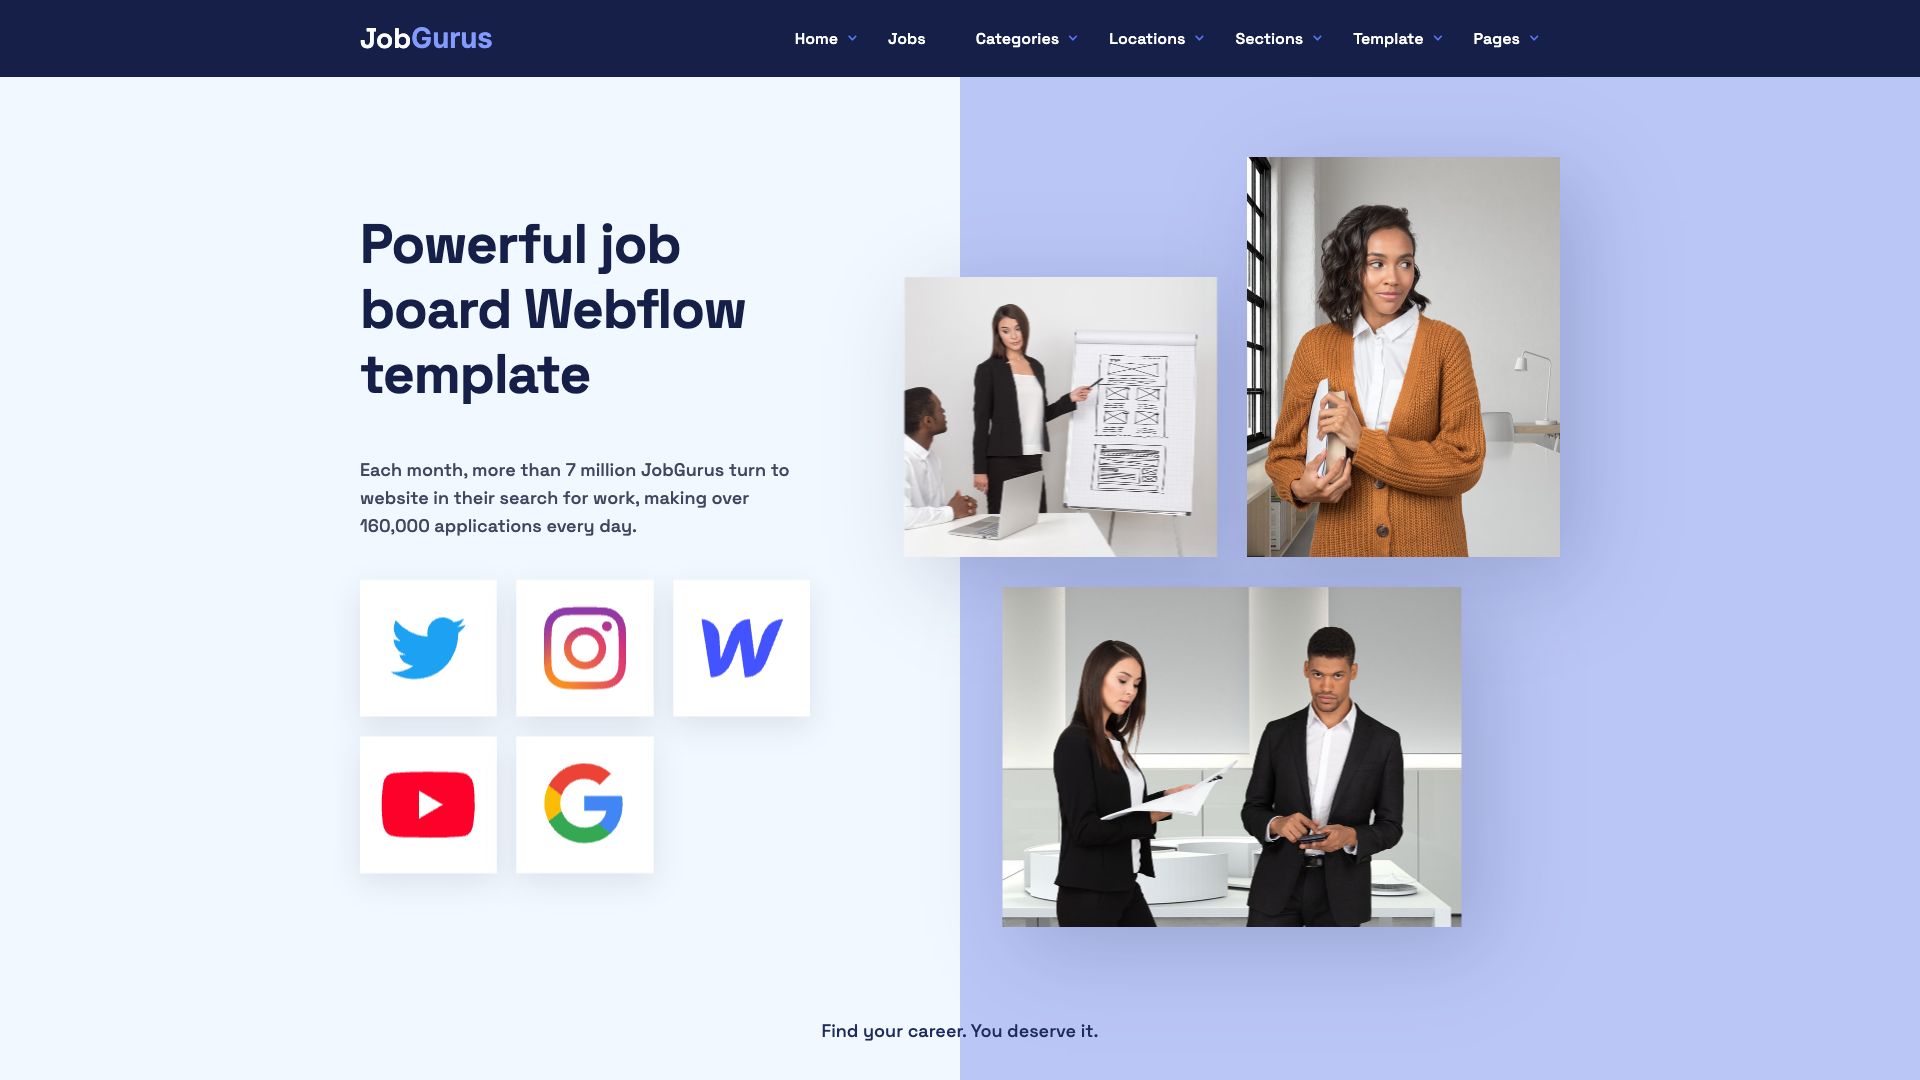 JobGurus
Home
Jobs
Categories
Locations
Sections
Template
Pages
Powerful job
board Webflow
template
Each month, more than 7 million JobGurus turn to
website in their search for work, making over
160,000 applications every day.
Find your career. You deserve it.